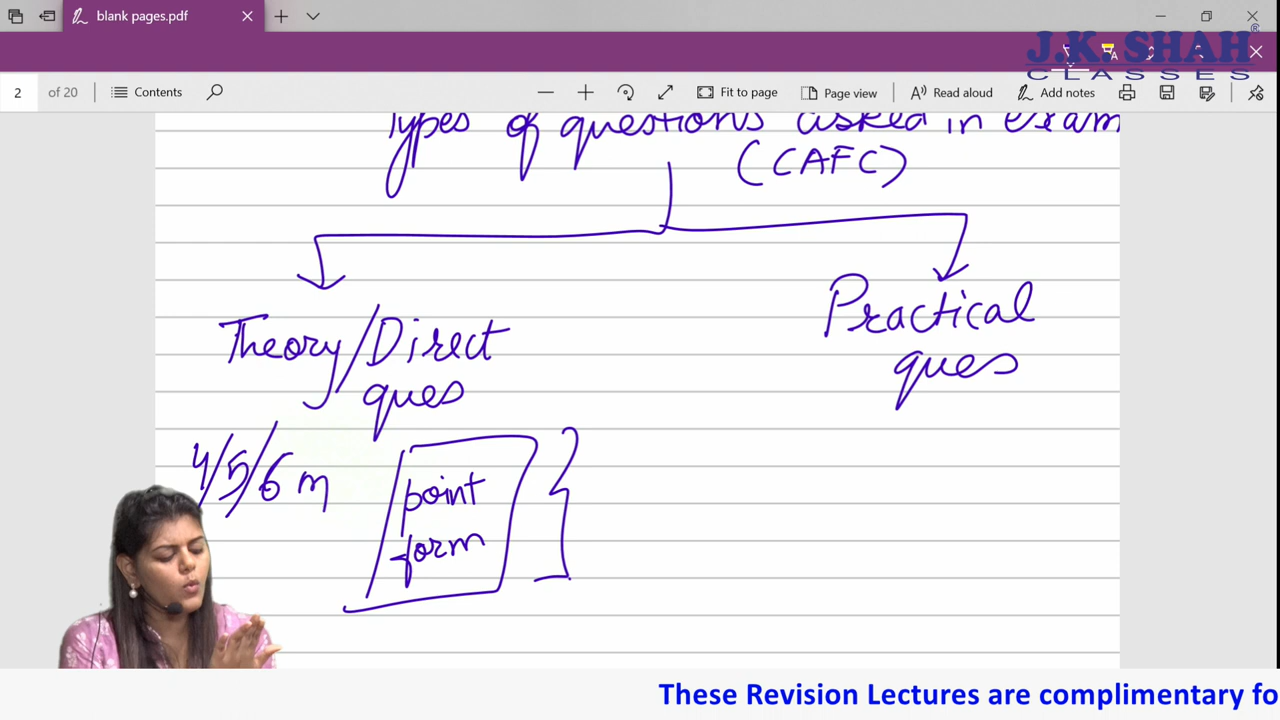 blank pages.pdf
J.K. SHAH®
CLASSES
2 of 20 Contents Fit to page Page view Read aloud Add notes
Types of questions asked in exam
(CAFC)
Theory/Direct
ques
Practical
ques
4/5/6 m
point
form
These Revision Lectures are complimentary fo